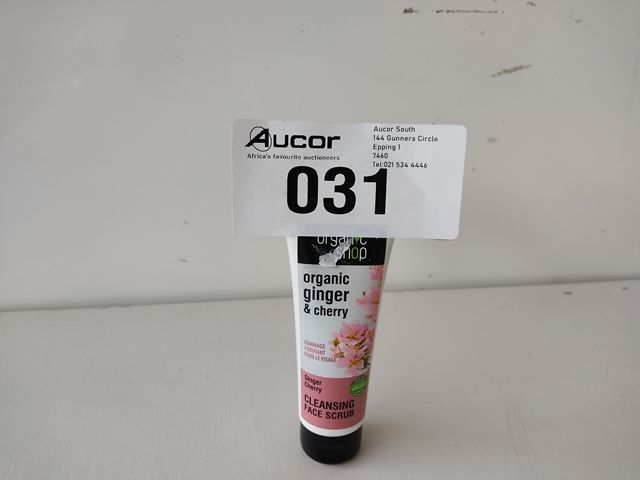 Aucor
Africa's favourite auctioneers
Aucor South
144 Gunners Circle
Epping 1
7460
Tel:021 534 4446
031
organic
shop
organic
ginger
& cherry
GOMMAGE
PURIFIANT
POUR LE VISAGE
Ginger
Cherry
CLEANSING
FACE SCRUB